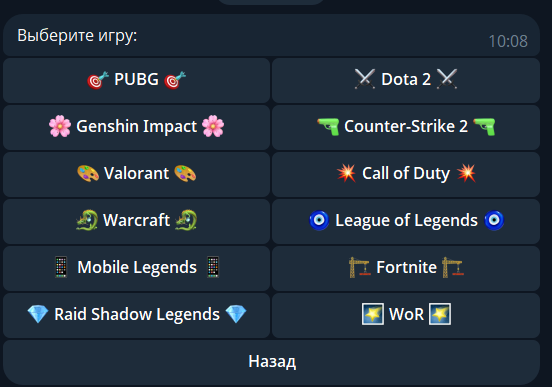 Выберите игру:
10:08
🎯 PUBG 🎯
⚔️ Dota 2 ⚔️
🌸 Genshin Impact 🌸
🔫 Counter-Strike 2 🔫
🎨 Valorant 🎨
💥 Call of Duty 💥
🐉 Warcraft 🐉
🧿 League of Legends 🧿
📱 Mobile Legends 📱
🏗 Fortnite 🏗
💎 Raid Shadow Legends 💎
🌠 WoR 🌠
Назад